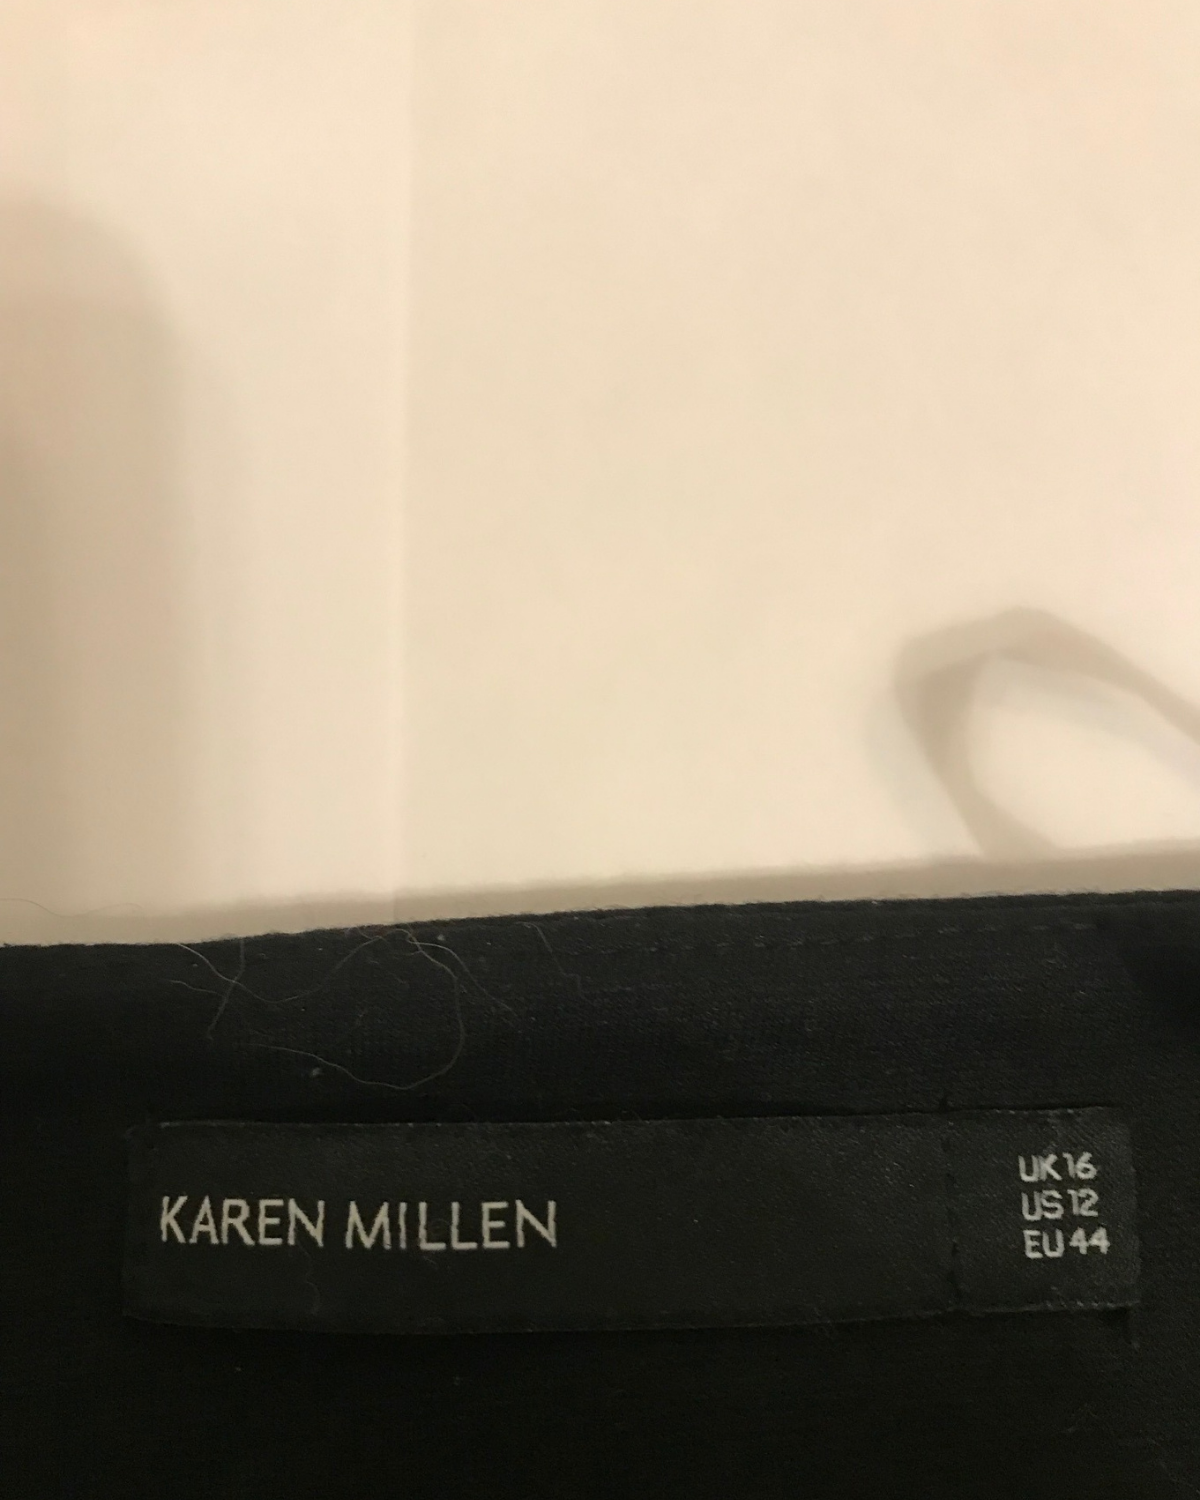 KAREN MILLEN
UK 16
US 12
EU 44